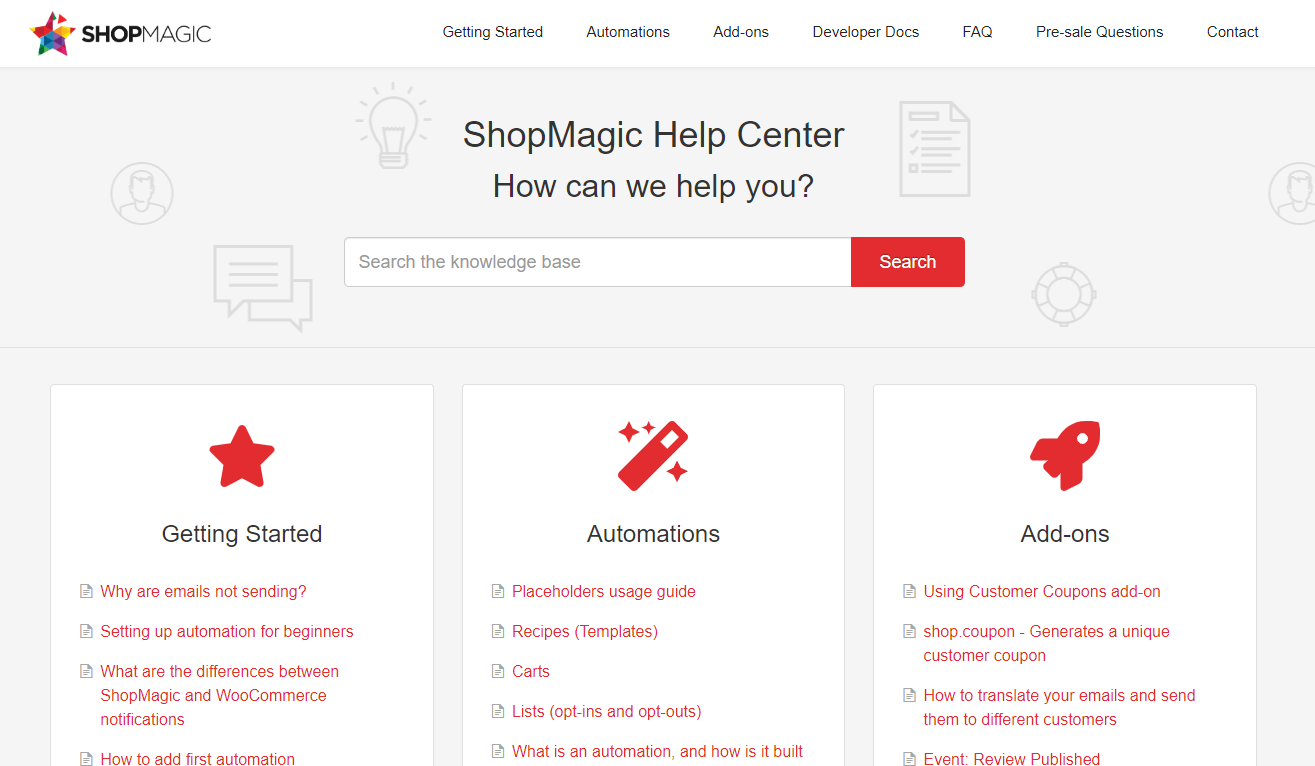 SHOPMAGIC
Getting Started
Automations
Add-ons
Developer Docs
FAQ
Pre-sale Questions
Contact
ShopMagic Help Center
How can we help you?
Search the knowledge base
Search
Getting Started
Why are emails not sending?
Setting up automation for beginners
What are the differences between
ShopMagic and WooCommerce
notifications
How to add first automation
Automations
Placeholders usage guide
Recipes (Templates)
Carts
Lists (opt-ins and opt-outs)
What is an automation, and how is it built
Add-ons
Using Customer Coupons add-on
shop.coupon - Generates a unique
customer coupon
How to translate your emails and send
them to different customers
Event: Review Published